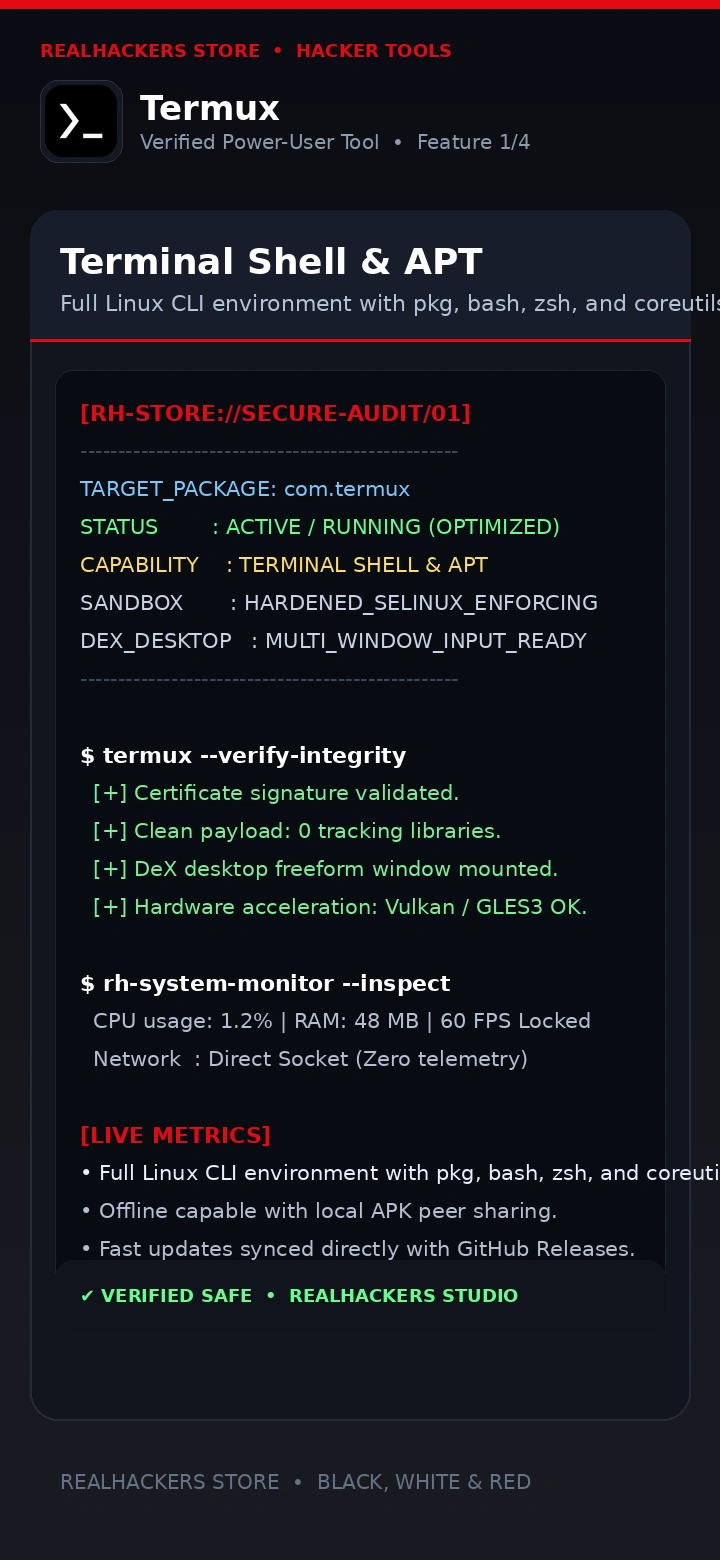 REALHACKERS STORE • HACKER TOOLS
Termux
Verified Power-User Tool • Feature 1/4
Terminal Shell & APT
Full Linux CLI environment with pkg, bash, zsh, and coreutils
[RH-STORE://SECURE-AUDIT/01]
--------------------------------------------------
TARGET_PACKAGE: com.termux
STATUS : ACTIVE / RUNNING (OPTIMIZED)
CAPABILITY : TERMINAL SHELL & APT
SANDBOX : HARDENED_SELINUX_ENFORCING
DEX_DESKTOP : MULTI_WINDOW_INPUT_READY
--------------------------------------------------
$ termux --verify-integrity
[+] Certificate signature validated.
[+] Clean payload: 0 tracking libraries.
[+] DeX desktop freeform window mounted.
[+] Hardware acceleration: Vulkan / GLES3 OK.
$ rh-system-monitor --inspect
CPU usage: 1.2% | RAM: 48 MB | 60 FPS Locked
Network : Direct Socket (Zero telemetry)
[LIVE METRICS]
• Full Linux CLI environment with pkg, bash, zsh, and coreuti
• Offline capable with local APK peer sharing.
• Fast updates synced directly with GitHub Releases.
✔ VERIFIED SAFE • REALHACKERS STUDIO
REALHACKERS STORE • BLACK, WHITE & RED